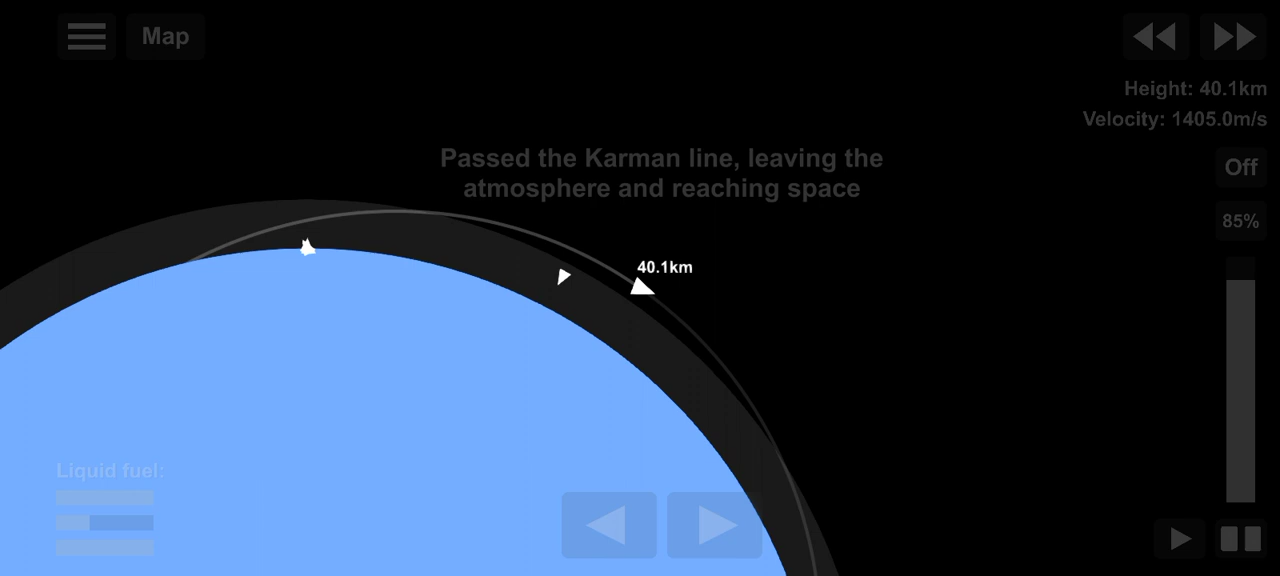 Map
Height: 40.1km
Velocity: 1405.0m/s
Passed the Karman line, leaving the
atmosphere and reaching space
Off
85%
40.1km
Liquid fuel: